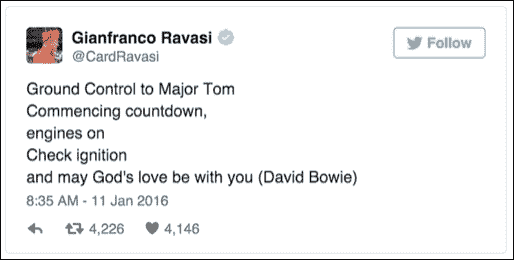 Gianfranco Ravasi
@CardRavasi
Follow
Ground Control to Major Tom
Commencing countdown,
engines on
Check ignition
and may God's love be with you (David Bowie)
8:35 AM - 11 Jan 2016
4,226 4,146